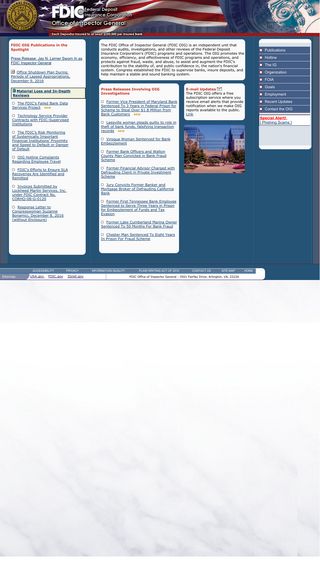 FDIC Federal Deposit
Insurance Corporation
Office of Inspector General
Each Depositor insured to at least $100,000 per insured bank
FDIC OIG Publications in the
Spotlight
Press Release: Jay N. Lerner Sworn in as
FDIC Inspector General
Office Shutdown Plan During
Periods of Lapsed Appropriations,
December 9, 2016
Material Loss and In-Depth
Reviews
The FDIC's Failed Bank Data
Services Project
Technology Service Provider
Contracts with FDIC-Supervised
Institutions
The FDIC's Risk Monitoring
of Systemically Important
Financial Institutions' Proximity
and Speed to Default or Danger
of Default
OIG Hotline Complaints
Regarding Employee Travel
FDIC's Efforts to Ensure ELA
Recoveries Are Identified and
Remitted
Invoices Submitted by
Lockheed Martin Services, Inc.
under FDIC Contract No.
CORHQ-08-G-0120
Response Letter to
Congresswoman Suzanne
Bonamici, December 8, 2016
(without disclosure)
The FDIC Office of Inspector General (FDIC OIG) is an independent unit that
conducts audits, investigations, and other reviews of the Federal Deposit
Insurance Corporation's (FDIC) programs and operations. The OIG promotes the
economy, efficiency, and effectiveness of FDIC programs and operations, and
protects against fraud, waste, and abuse, to assist and augment the FDIC's
contribution to the stability of, and public confidence in, the nation's financial
system. Congress established the FDIC to supervise banks, insure deposits, and
help maintain a stable and sound banking system.
Press Releases Involving OIG
Investigations
Former Vice President of Maryland Bank
Sentenced to 3 Years in Federal Prison for
Scheme to Steal Over $1.8 Million from
Bank Customers
Leesville woman pleads guilty to role in
theft of bank funds, falsifying transaction
records
Viroqua Woman Sentenced for Bank
Embezzlement
Former Bank Officers and Walton
County Man Conviction in Bank Fraud
Scheme
Former Financial Advisor Charged with
Defrauding Client in Private Investment
Scheme
Jury Convicts Former Banker and
Mortgage Broker of Defrauding California
Bank
Former First Tennessee Bank Employee
Sentenced to Serve Three Years in Prison
for Embezzlement of Funds and Tax
Evasion
Former Lake Cumberland Marina Owner
Sentenced To 50 Months For Bank Fraud
Chester Man Sentenced To Eight Years
In Prison For Fraud Scheme
E-mail Updates
The FDIC OIG offers a free
subscription service where you
receive email alerts that provide
notification when we make OIG
reports available to the public.
Link
Publications
Hotline
The IG
Organization
FOIA
Goals
Employment
Recent Updates
Contact the OIG
Special Alert!
( Phishing Scams )
ACCESSIBILITY PRIVACY INFORMATION QUALITY PLAIN WRITING ACT OF 2010 CONTACT US SITE MAP HOME
USA.gov FDIC.gov IGnet.gov FDIC Office of Inspector General - 3501 Fairfax Drive, Arlington, VA, 22226